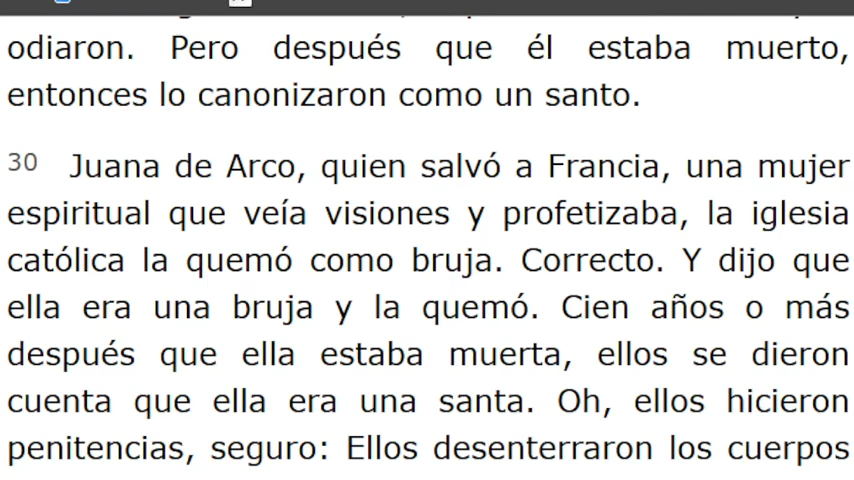 odiaron. Pero después que él estaba muerto,
entonces lo canonizaron como un santo.
30 Juana de Arco, quien salvó a Francia, una mujer
espiritual que veía visiones y profetizaba, la iglesia
católica la quemó como bruja. Correcto. Y dijo que
ella era una bruja y la quemó. Cien años o más
después que ella estaba muerta, ellos se dieron
cuenta que ella era una santa. Oh, ellos hicieron
penitencias, seguro: Ellos desenterraron los cuerpos